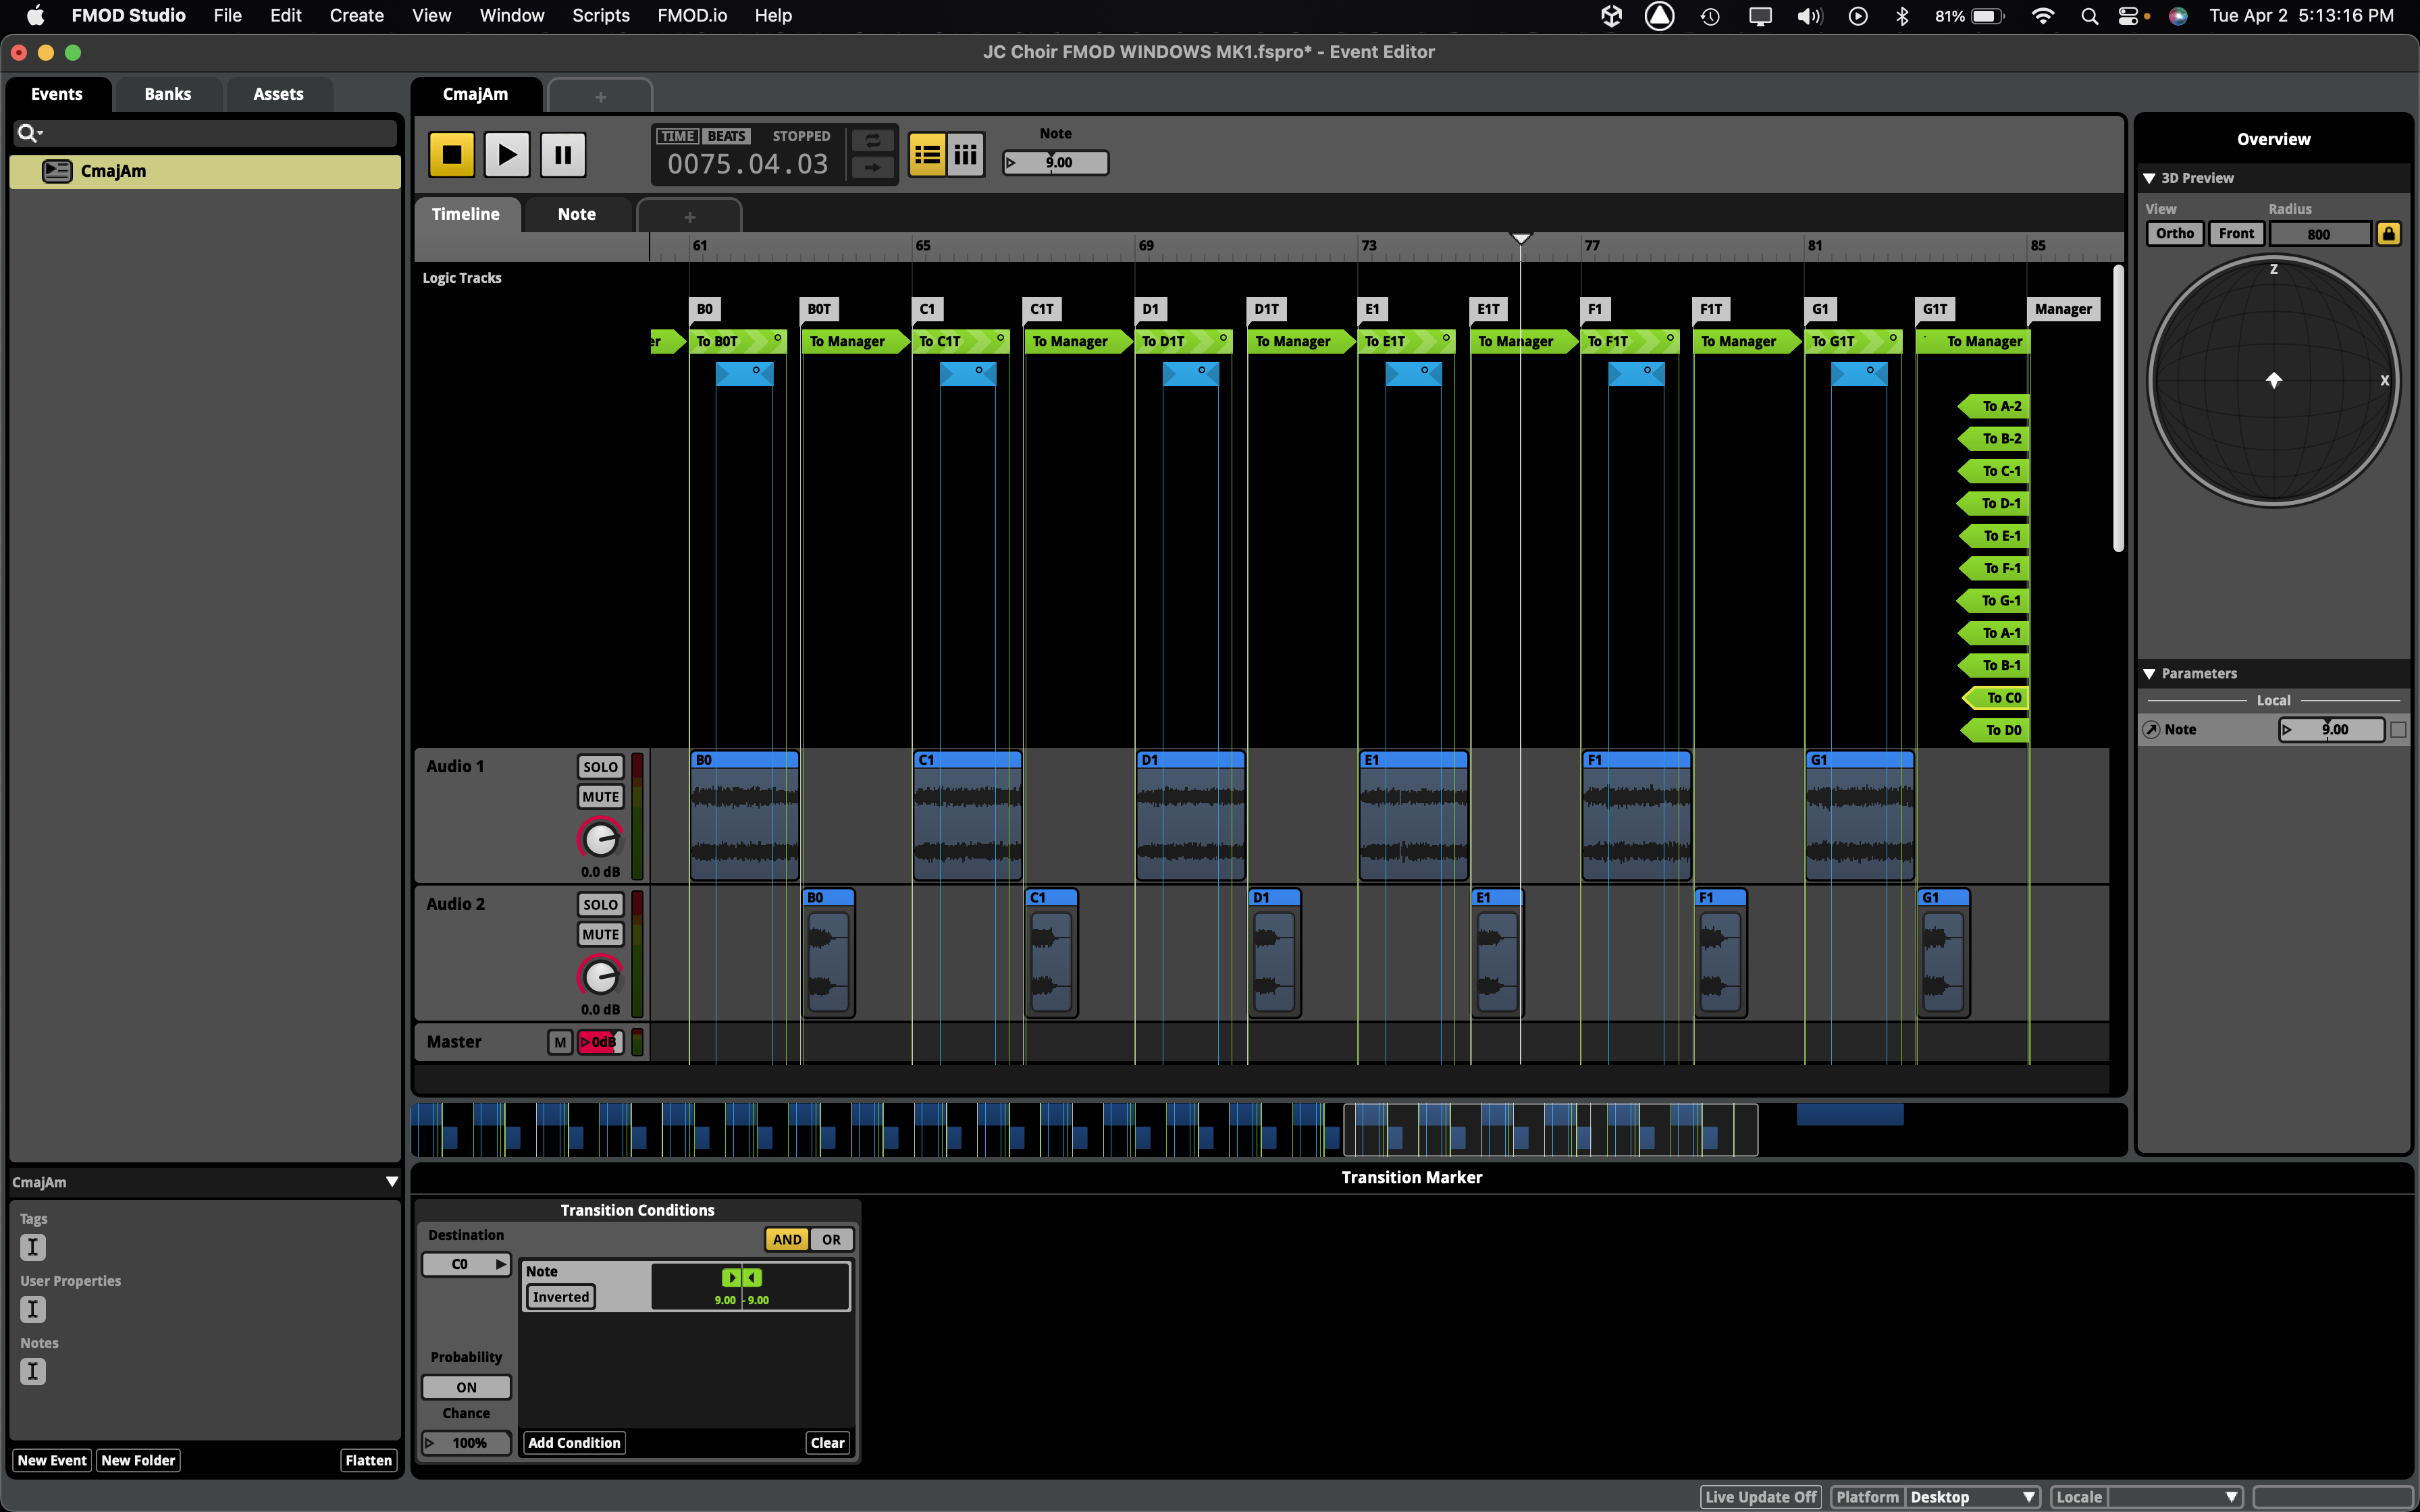 FMOD Studio File Edit Create View Window Scripts FMOD.io Help 81% Tue Apr 2 5:13:16 PM
JC Choir FMOD WINDOWS MK1.fspro* - Event Editor
Events Banks Assets
CmajAm +
CmajAm
TIME BEATS STOPPED
0075.04.03
Note
9.00
Timeline Note +
61 65 69 73 77 81 85
Logic Tracks
B0 B0T C1 C1T D1 D1T E1 E1T F1 F1T G1 G1T Manager
er To B0T To Manager To C1T To Manager To D1T To Manager To E1T To Manager To F1T To Manager To G1T To Manager
To A-2
To B-2
To C-1
To D-1
To E-1
To F-1
To G-1
To A-1
To B-1
To C0
To D0
Audio 1 SOLO
MUTE
0.0 dB
B0 C1 D1 E1 F1 G1
Audio 2 SOLO
MUTE
0.0 dB
B0 C1 D1 E1 F1 G1
Master M 0dB
Overview
3D Preview
View Radius
Ortho Front 800
Z
X
Parameters
Local
Note 9.00
CmajAm
Tags
User Properties
Notes
New Event New Folder Flatten
Transition Marker
Transition Conditions
Destination AND OR
C0
Note
Inverted
9.00 - 9.00
Probability
ON
Chance
100%
Add Condition Clear
Live Update Off Platform Desktop Locale